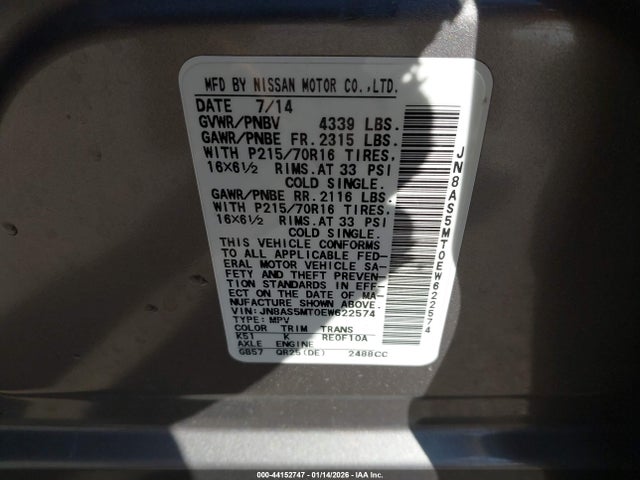 MFD BY NISSAN MOTOR CO.,LTD.
DATE 7/14
GVWR/PNBV 4339 LBS.
GAWR/PNBE FR. 2315 LBS.
WITH P215/70R16 TIRES.
16X6½ RIMS. AT 33 PSI
COLD SINGLE.
GAWR/PNBE RR. 2116 LBS.
WITH P215/70R16 TIRES.
16X6½ RIMS. AT 33 PSI
COLD SINGLE.
THIS VEHICLE CONFORMS
TO ALL APPLICABLE FED-
ERAL MOTOR VEHICLE SA-
FETY AND THEFT PREVEN-
TION STANDARDS IN EFF-
ECT ON THE DATE OF MA-
NUFACTURE SHOWN ABOVE.
VIN: JN8AS5MT0EW622574
TYPE: MPV
COLOR TRIM TRANS
K51 K RE0F10A
AXLE ENGINE
GB57 QR25(DE) 2488CC
JN8AS5MT0EW622574
000-44152747 - 01/14/2026 - IAA Inc.